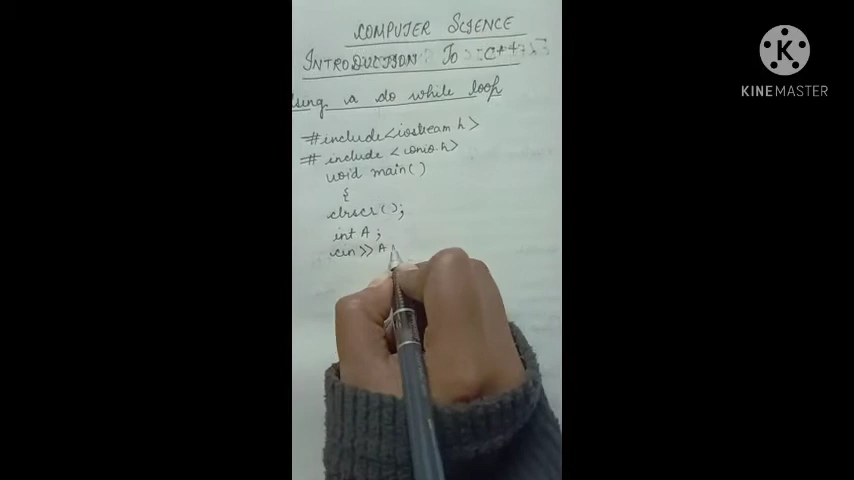 COMPUTER SCIENCE
INTRODUCTION TO C++
Using a do while loop
#include<iostream h>
# include <conio.h>
void main()
{
clrscr();
int A;
cin>> A
K
KINEMASTER